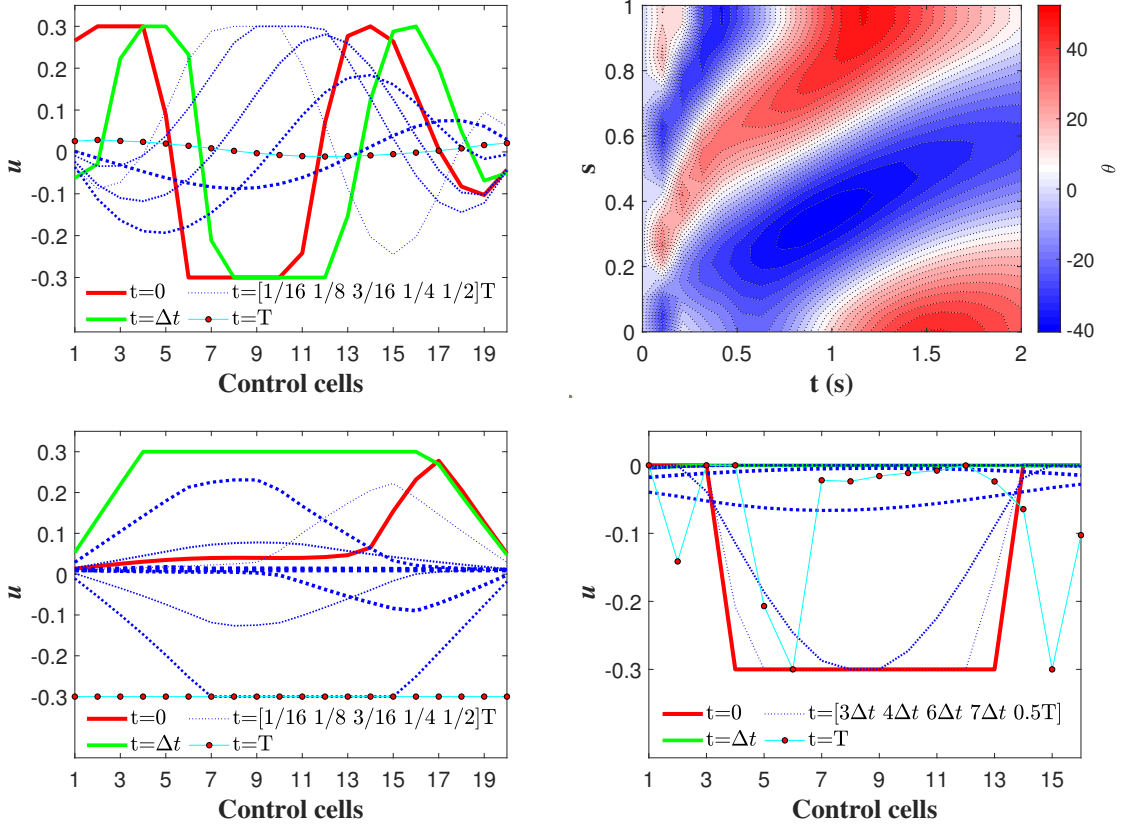 0.3
0.2
0.1
0
-0.1
-0.2
-0.3
u
t=0
t=[1/16 1/8 3/16 1/4 1/2]T
t=Δt
t=T
1 3 5 7 9 11 13 15 17 19
Control cells
1
0.8
0.6
0.4
0.2
0
s
0 0.5 1 1.5 2
t (s)
40
20
0
-20
-40
θ
0.3
0.2
0.1
0
-0.1
-0.2
-0.3
u
t=0
t=[1/16 1/8 3/16 1/4 1/2]T
t=Δt
t=T
1 3 5 7 9 11 13 15 17 19
Control cells
0
-0.1
-0.2
-0.3
u
t=0
t=[3Δt 4Δt 6Δt 7Δt 0.5T]
t=Δt
t=T
1 3 5 7 9 11 13 15
Control cells